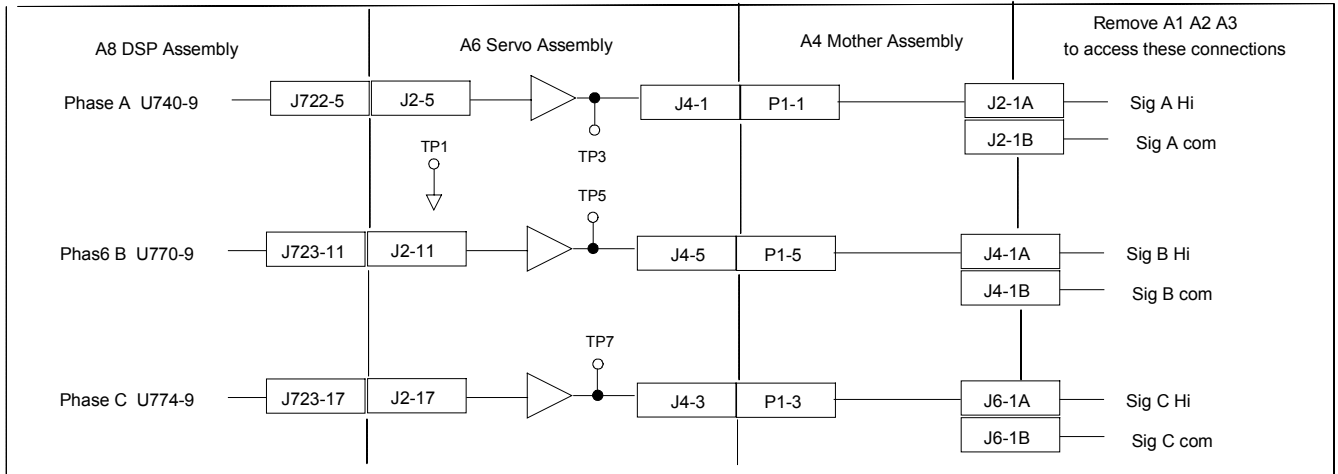 A8 DSP Assembly
A6 Servo Assembly
A4 Mother Assembly
Remove A1 A2 A3
to access these connections
Phase A U740-9
J722-5
J2-5
TP3
J4-1
P1-1
J2-1A
Sig A Hi
J2-1B
Sig A com
TP1
Phas6 B U770-9
J723-11
J2-11
TP5
J4-5
P1-5
J4-1A
Sig B Hi
J4-1B
Sig B com
Phase C U774-9
J723-17
J2-17
TP7
J4-3
P1-3
J6-1A
Sig C Hi
J6-1B
Sig C com